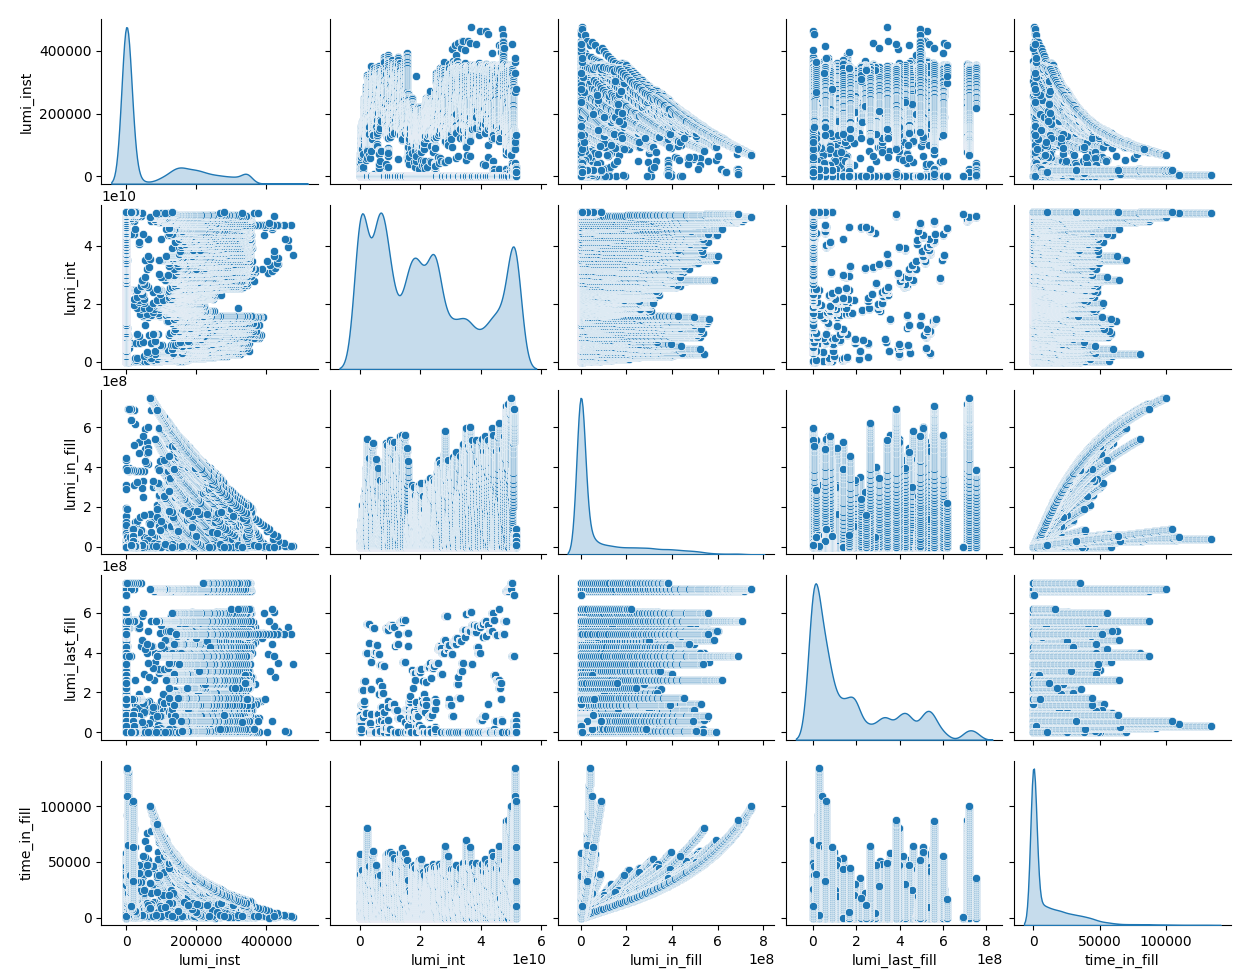 400000
200000
0
lumi_inst
1e10
4
2
0
lumi_int
1e8
6
4
2
0
lumi_in_fill
1e8
6
4
2
0
lumi_last_fill
100000
50000
0
time_in_fill
0 200000 400000
lumi_inst
0 2 4 6
1e10
lumi_int
0 2 4 6 8
1e8
lumi_in_fill
0 2 4 6 8
1e8
lumi_last_fill
0 50000 100000
time_in_fill